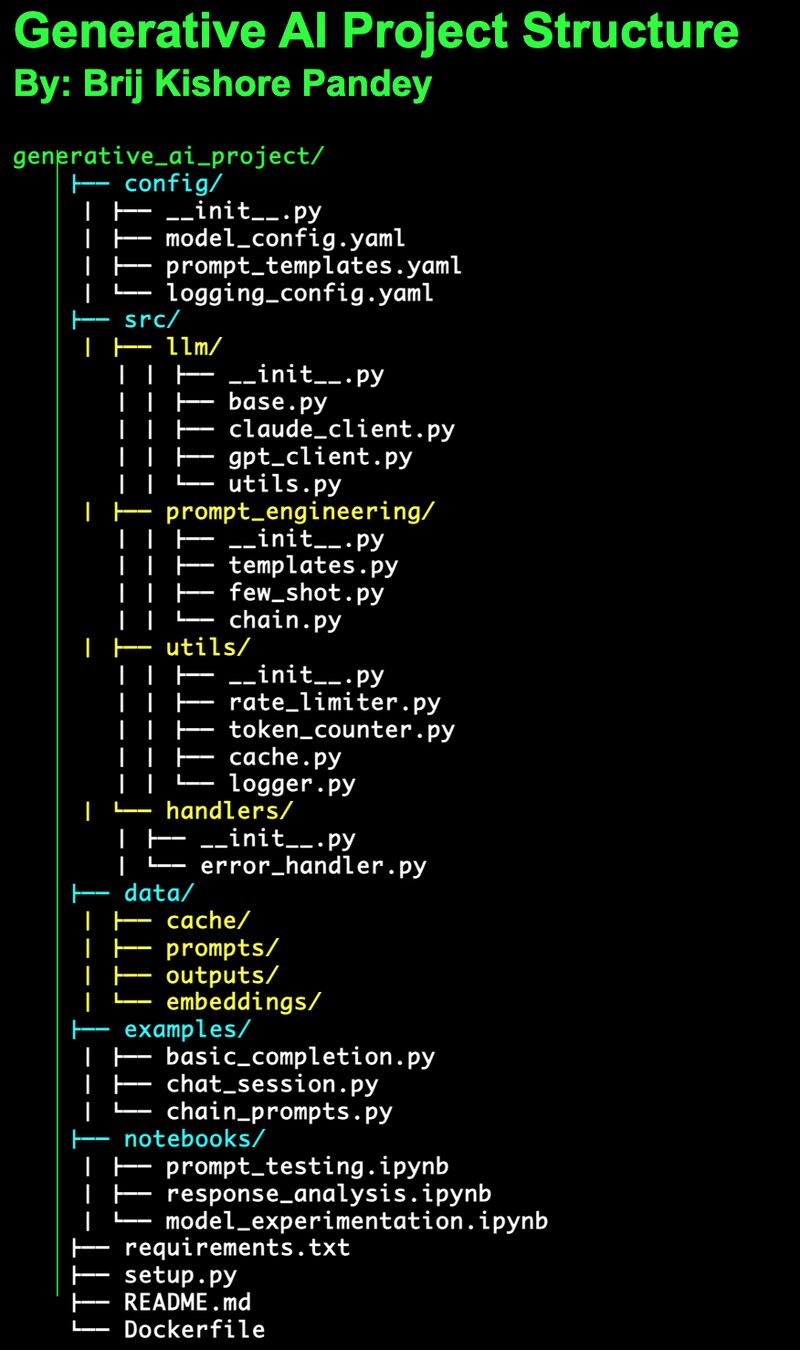 Generative AI Project Structure
By: Brij Kishore Pandey
generative_ai_project/
├── config/
| ├── __init__.py
| ├── model_config.yaml
| ├── prompt_templates.yaml
| └── logging_config.yaml
├── src/
| ├── llm/
| | ├── __init__.py
| | ├── base.py
| | ├── claude_client.py
| | ├── gpt_client.py
| | └── utils.py
| ├── prompt_engineering/
| | ├── __init__.py
| | ├── templates.py
| | ├── few_shot.py
| | └── chain.py
| ├── utils/
| | ├── __init__.py
| | ├── rate_limiter.py
| | ├── token_counter.py
| | ├── cache.py
| | └── logger.py
| └── handlers/
| ├── __init__.py
| └── error_handler.py
├── data/
| ├── cache/
| ├── prompts/
| ├── outputs/
| └── embeddings/
├── examples/
| ├── basic_completion.py
| ├── chat_session.py
| └── chain_prompts.py
├── notebooks/
| ├── prompt_testing.ipynb
| ├── response_analysis.ipynb
| └── model_experimentation.ipynb
├── requirements.txt
├── setup.py
├── README.md
└── Dockerfile